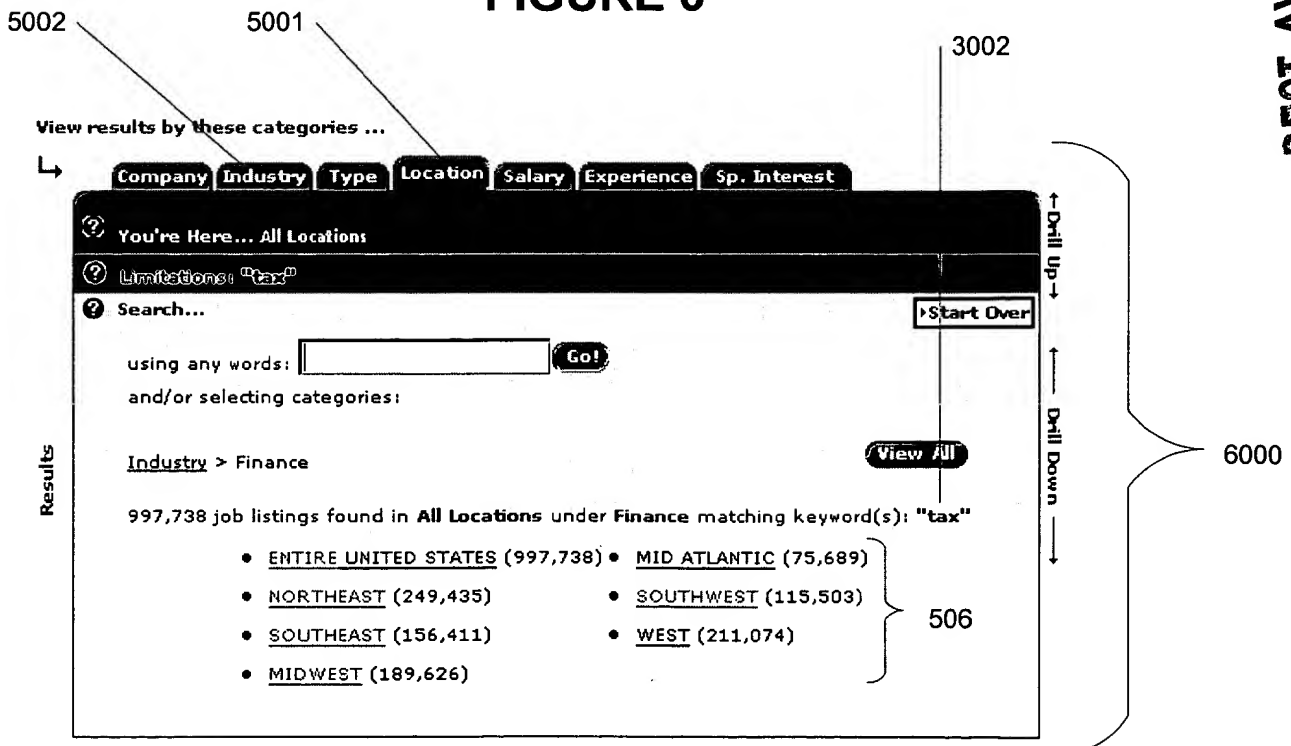 FIGURE 6
5002
5001
3002
View results by these categories ...
Company Industry Type Location Salary Experience Sp. Interest
? You're Here... All Locations
? Limitations: "tax"
? Search...
Start Over
using any words: Go!
and/or selecting categories:
Industry > Finance
View All
997,738 job listings found in All Locations under Finance matching keyword(s): "tax"
• ENTIRE UNITED STATES (997,738) • MID ATLANTIC (75,689)
• NORTHEAST (249,435) • SOUTHWEST (115,503)
• SOUTHEAST (156,411) • WEST (211,074)
• MIDWEST (189,626)
Results
←Drill Up→
← Drill Down →
506
6000
BEST